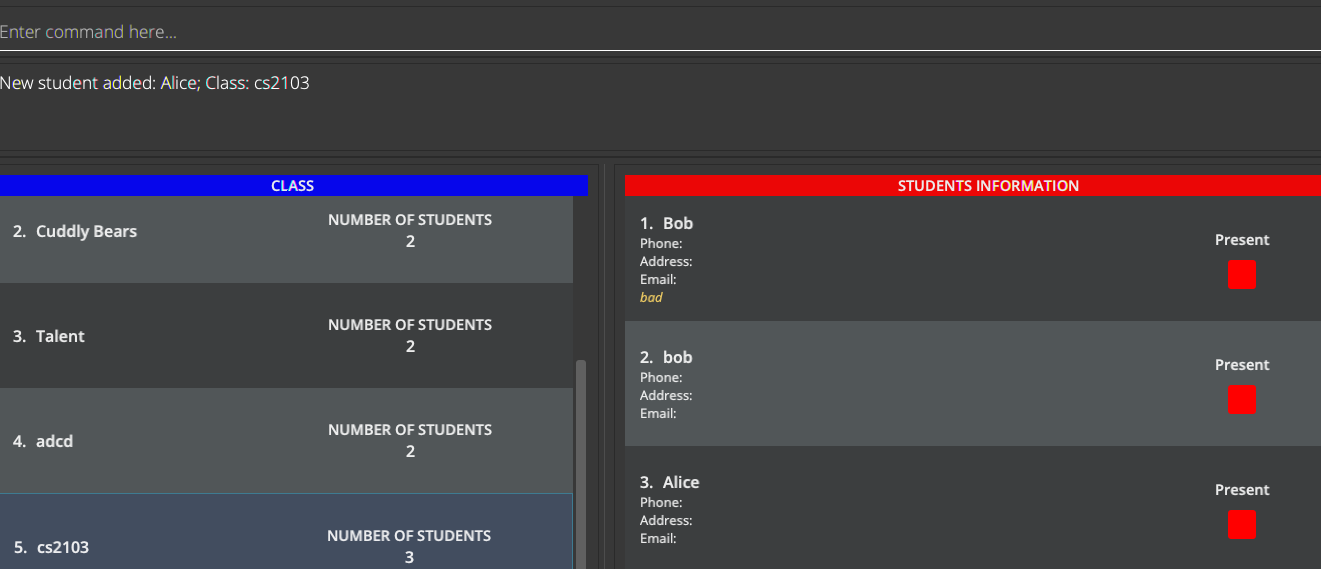 Enter command here...
New student added: Alice; Class: cs2103
CLASS
2. Cuddly Bears
NUMBER OF STUDENTS
2
3. Talent
NUMBER OF STUDENTS
2
4. adcd
NUMBER OF STUDENTS
2
5. cs2103
NUMBER OF STUDENTS
3
STUDENTS INFORMATION
1. Bob
Phone:
Address:
Email:
bad
Present
2. bob
Phone:
Address:
Email:
Present
3. Alice
Phone:
Address:
Email:
Present